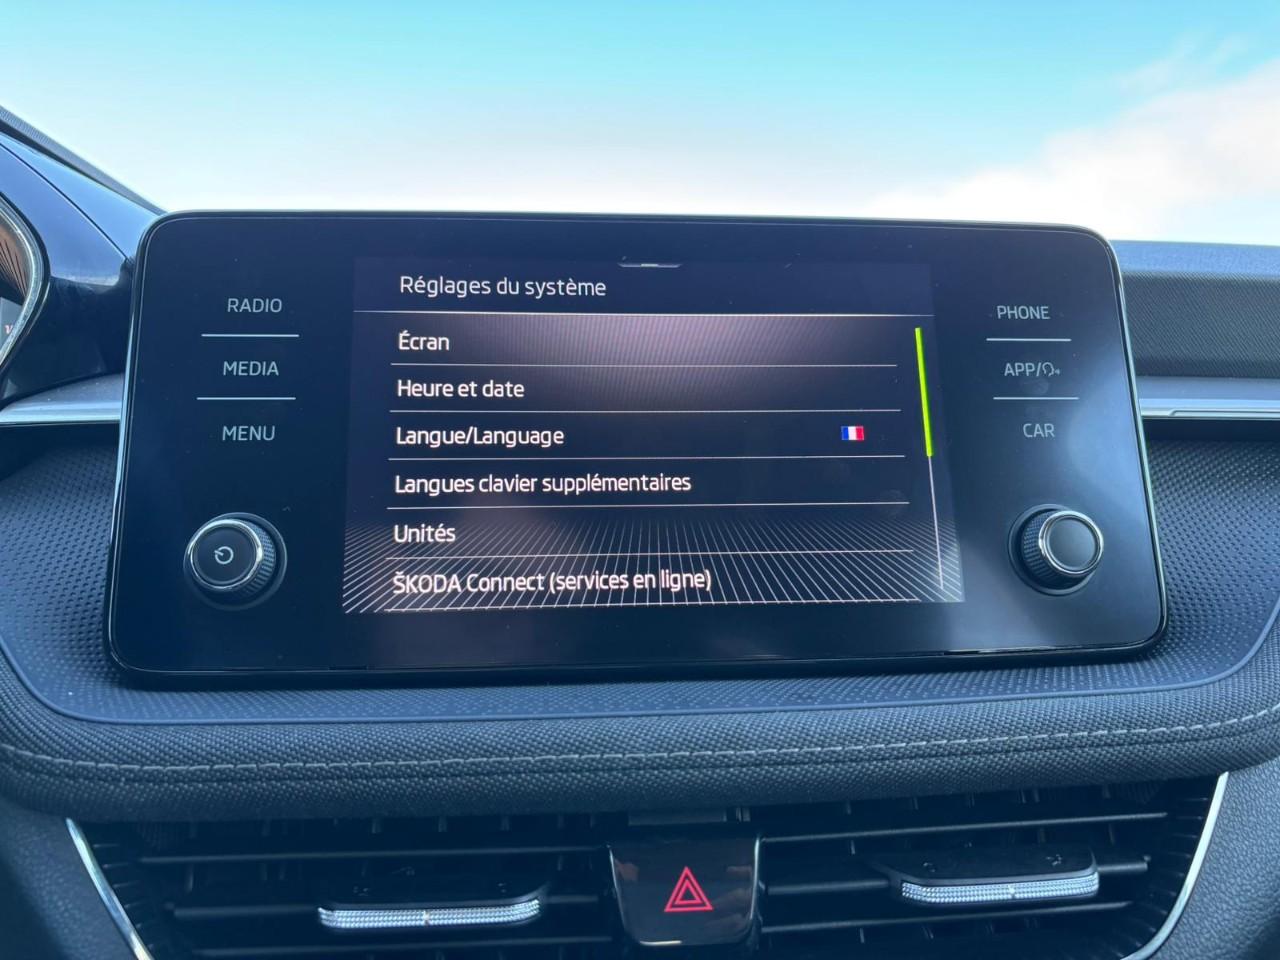 RADIO
MEDIA
MENU
Réglages du système
Écran
Heure et date
Langue/Language
Langues clavier supplémentaires
Unités
ŠKODA Connect (services en ligne)
PHONE
APP/
CAR